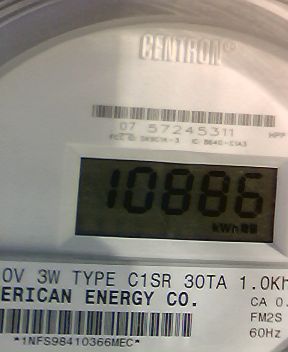 CENTRON®
07 57245311
10886
kWh
0V 3W TYPE C1SR 30TA 1.0Kh
ERICAN ENERGY CO.
CA 0.
FM2S
60Hz
*1NFS98410366MEC*